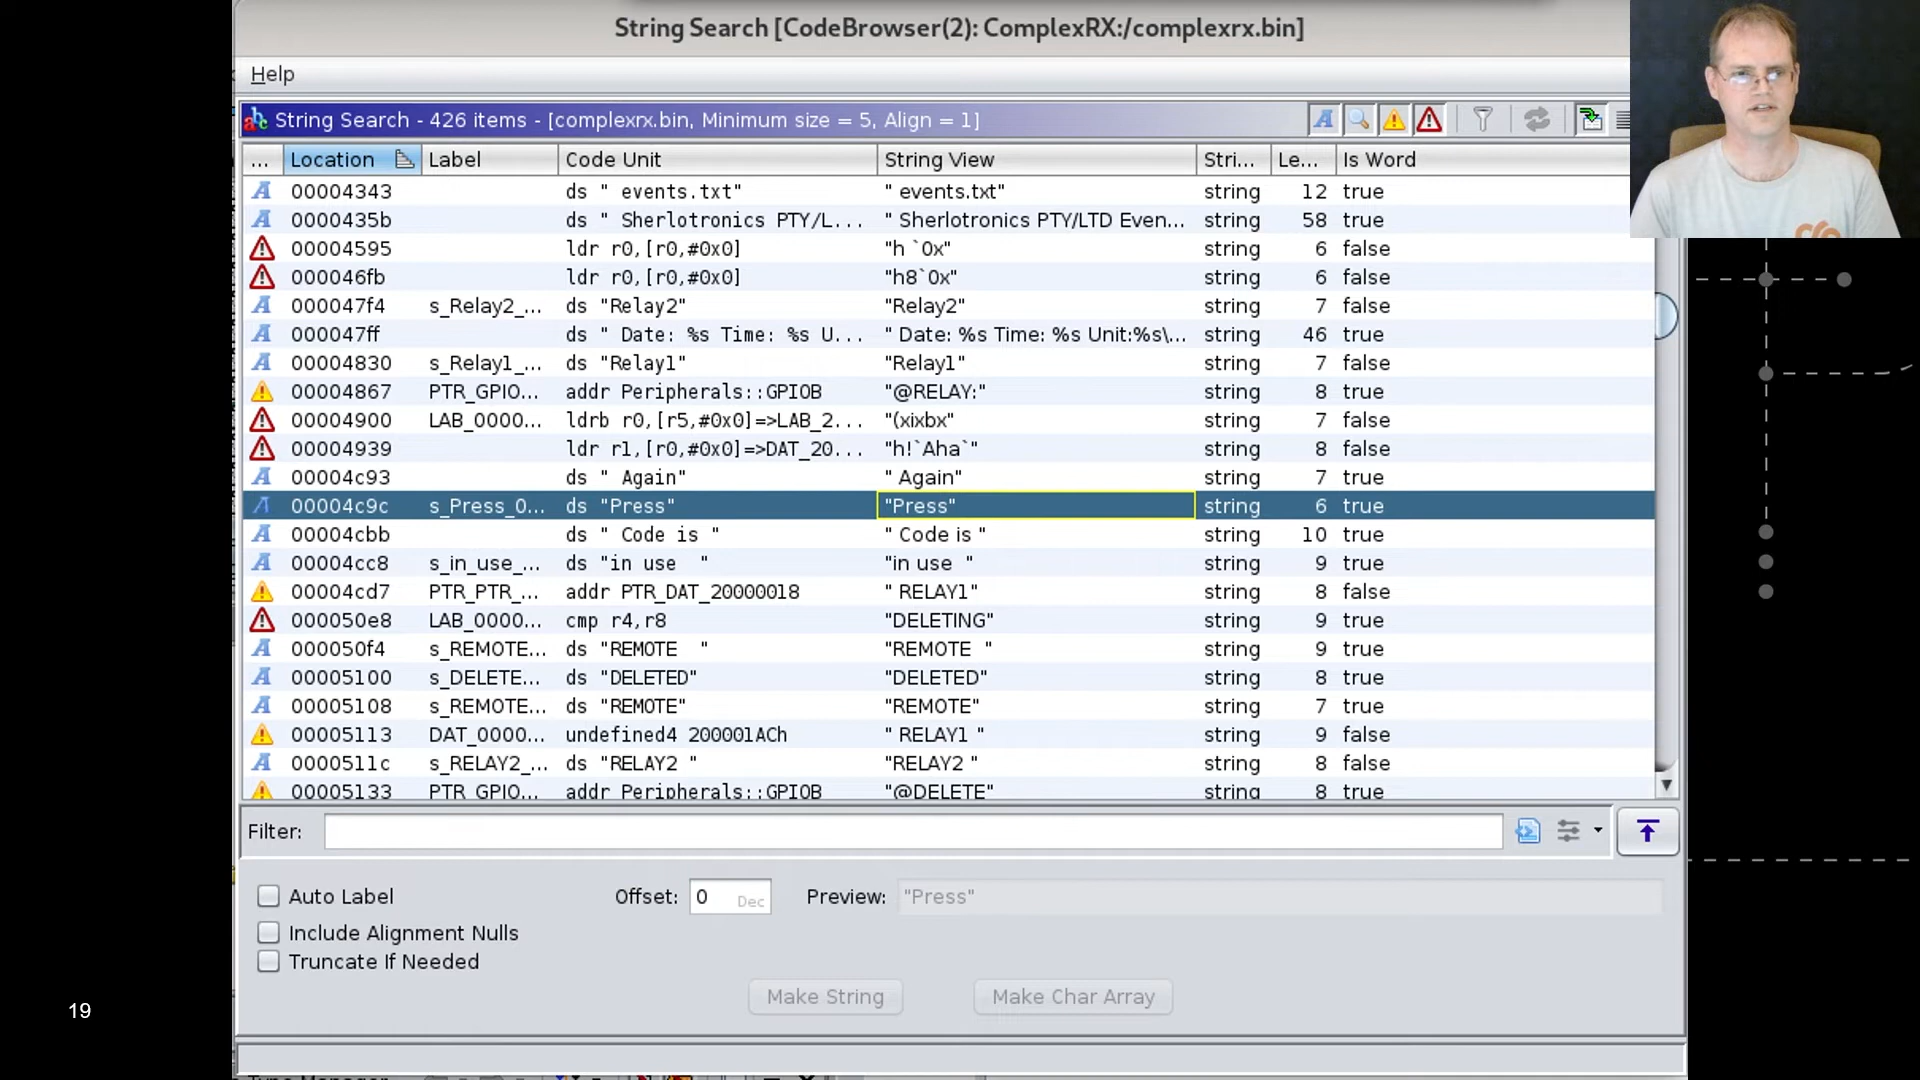 String Search [CodeBrowser(2): ComplexRX:/complexrx.bin]
Help
String Search - 426 items - [complexrx.bin, Minimum size = 5, Align = 1]
... Location Label Code Unit String View Stri... Le... Is Word
00004343 ds " events.txt" " events.txt" string 12 true
0000435b ds " Sherlotronics PTY/L... " Sherlotronics PTY/LTD Even... string 58 true
00004595 ldr r0,[r0,#0x0] "h `0x" string 6 false
000046fb ldr r0,[r0,#0x0] "h8`0x" string 6 false
000047f4 s_Relay2_... ds "Relay2" "Relay2" string 7 false
000047ff ds " Date: %s Time: %s U... " Date: %s Time: %s Unit:%s\... string 46 true
00004830 s_Relay1_... ds "Relay1" "Relay1" string 7 false
00004867 PTR_GPIO... addr Peripherals::GPIOB "@RELAY:" string 8 true
00004900 LAB_0000... ldrb r0,[r5,#0x0]=>LAB_2... "(xixbx" string 7 false
00004939 ldr r1,[r0,#0x0]=>DAT_20... "h!`Aha`" string 8 false
00004c93 ds " Again" " Again" string 7 true
00004c9c s_Press_0... ds "Press" "Press" string 6 true
00004cbb ds " Code is " " Code is " string 10 true
00004cc8 s_in_use_... ds "in use  " "in use  " string 9 true
00004cd7 PTR_PTR_... addr PTR_DAT_20000018 " RELAY1" string 8 false
000050e8 LAB_0000... cmp r4,r8 "DELETING" string 9 true
000050f4 s_REMOTE... ds "REMOTE  " "REMOTE  " string 9 true
00005100 s_DELETE... ds "DELETED" "DELETED" string 8 true
00005108 s_REMOTE... ds "REMOTE" "REMOTE" string 7 true
00005113 DAT_0000... undefined4 200001ACh " RELAY1 " string 9 false
0000511c s_RELAY2_... ds "RELAY2 " "RELAY2 " string 8 false
00005133 PTR_GPIO... addr Peripherals::GPIOB "@DELETE" string 8 true
Filter:
Auto Label Offset: 0 Dec Preview: "Press"
Include Alignment Nulls
Truncate If Needed
Make String Make Char Array
19